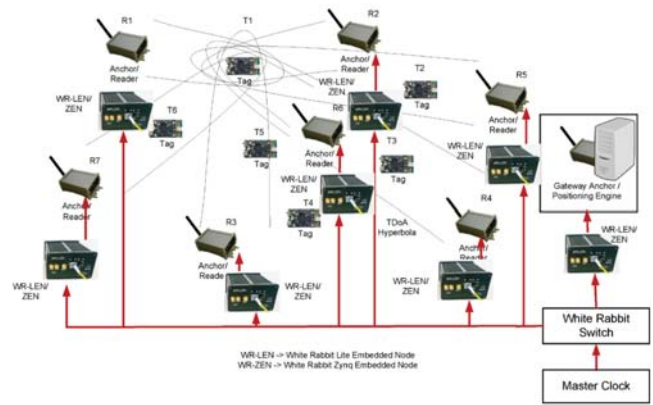 R1
T1
R2
Anchor/
Reader
Tag
Anchor/
Reader
T2
R5
WR-LEN/
ZEN
WR-LEN/
ZEN
Tag
Anchor/
Reader
T6
Tag
T5
Tag
R6
Anchor/
Reader
T3
Tag
WR-LEN/
ZEN
Gateway Anchor /
Positioning Engine
R7
Anchor/
Reader
WR-LEN/
ZEN
T4
Tag
R3
Anchor/
Reader
TDoA
Hyperbola
R4
Anchor/
Reader
WR-LEN/
ZEN
WR-LEN/
ZEN
WR-LEN/
ZEN
WR-LEN/
ZEN
White Rabbit
Switch
WR-LEN -> White Rabbit Lite Embedded Node
WR-ZEN -> White Rabbit Zynq Embedded Node
Master Clock